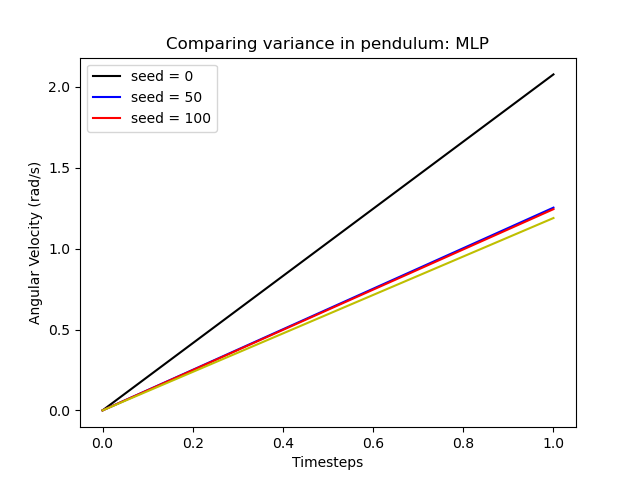 Comparing variance in pendulum: MLP
seed = 0
seed = 50
seed = 100
Angular Velocity (rad/s)
2.0
1.5
1.0
0.5
0.0
0.0 0.2 0.4 0.6 0.8 1.0
Timesteps